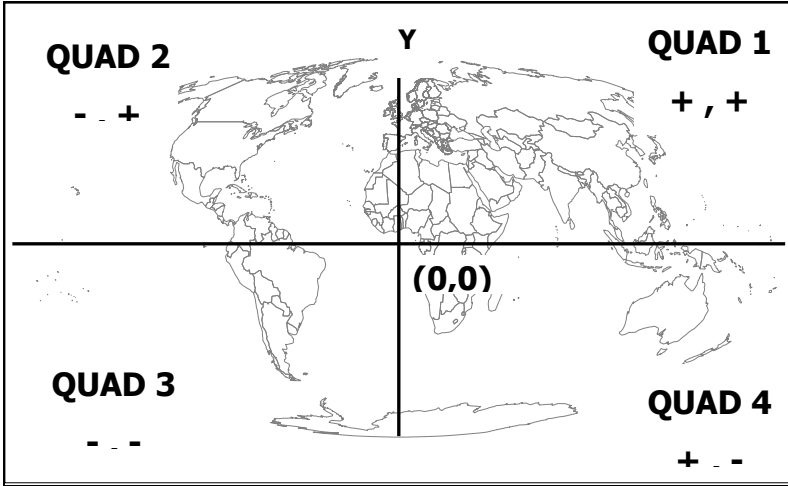 QUAD 2
- , +
Y
QUAD 1
+ , +
(0,0)
QUAD 3
- , -
QUAD 4
+ , -